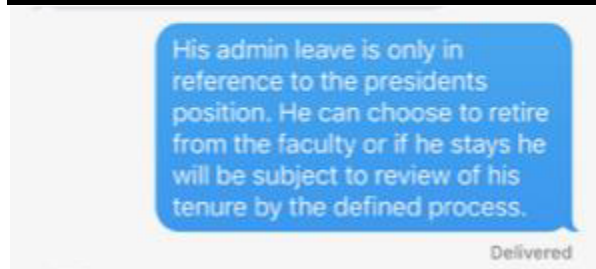 His admin leave is only in
reference to the presidents
position. He can choose to retire
from the faculty or if he stays he
will be subject to review of his
tenure by the defined process.
Delivered